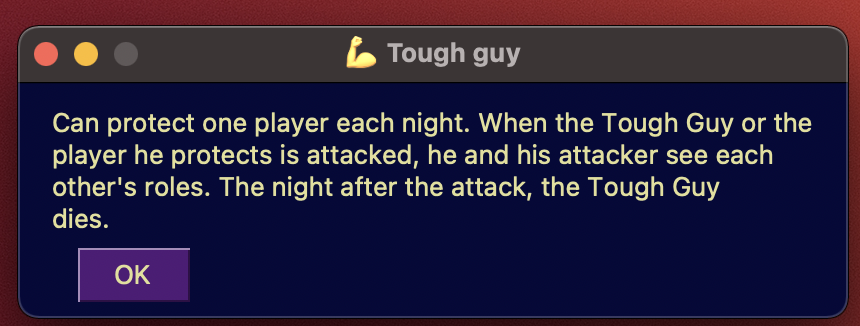 💪 Tough guy
Can protect one player each night. When the Tough Guy or the
player he protects is attacked, he and his attacker see each
other's roles. The night after the attack, the Tough Guy
dies.
OK